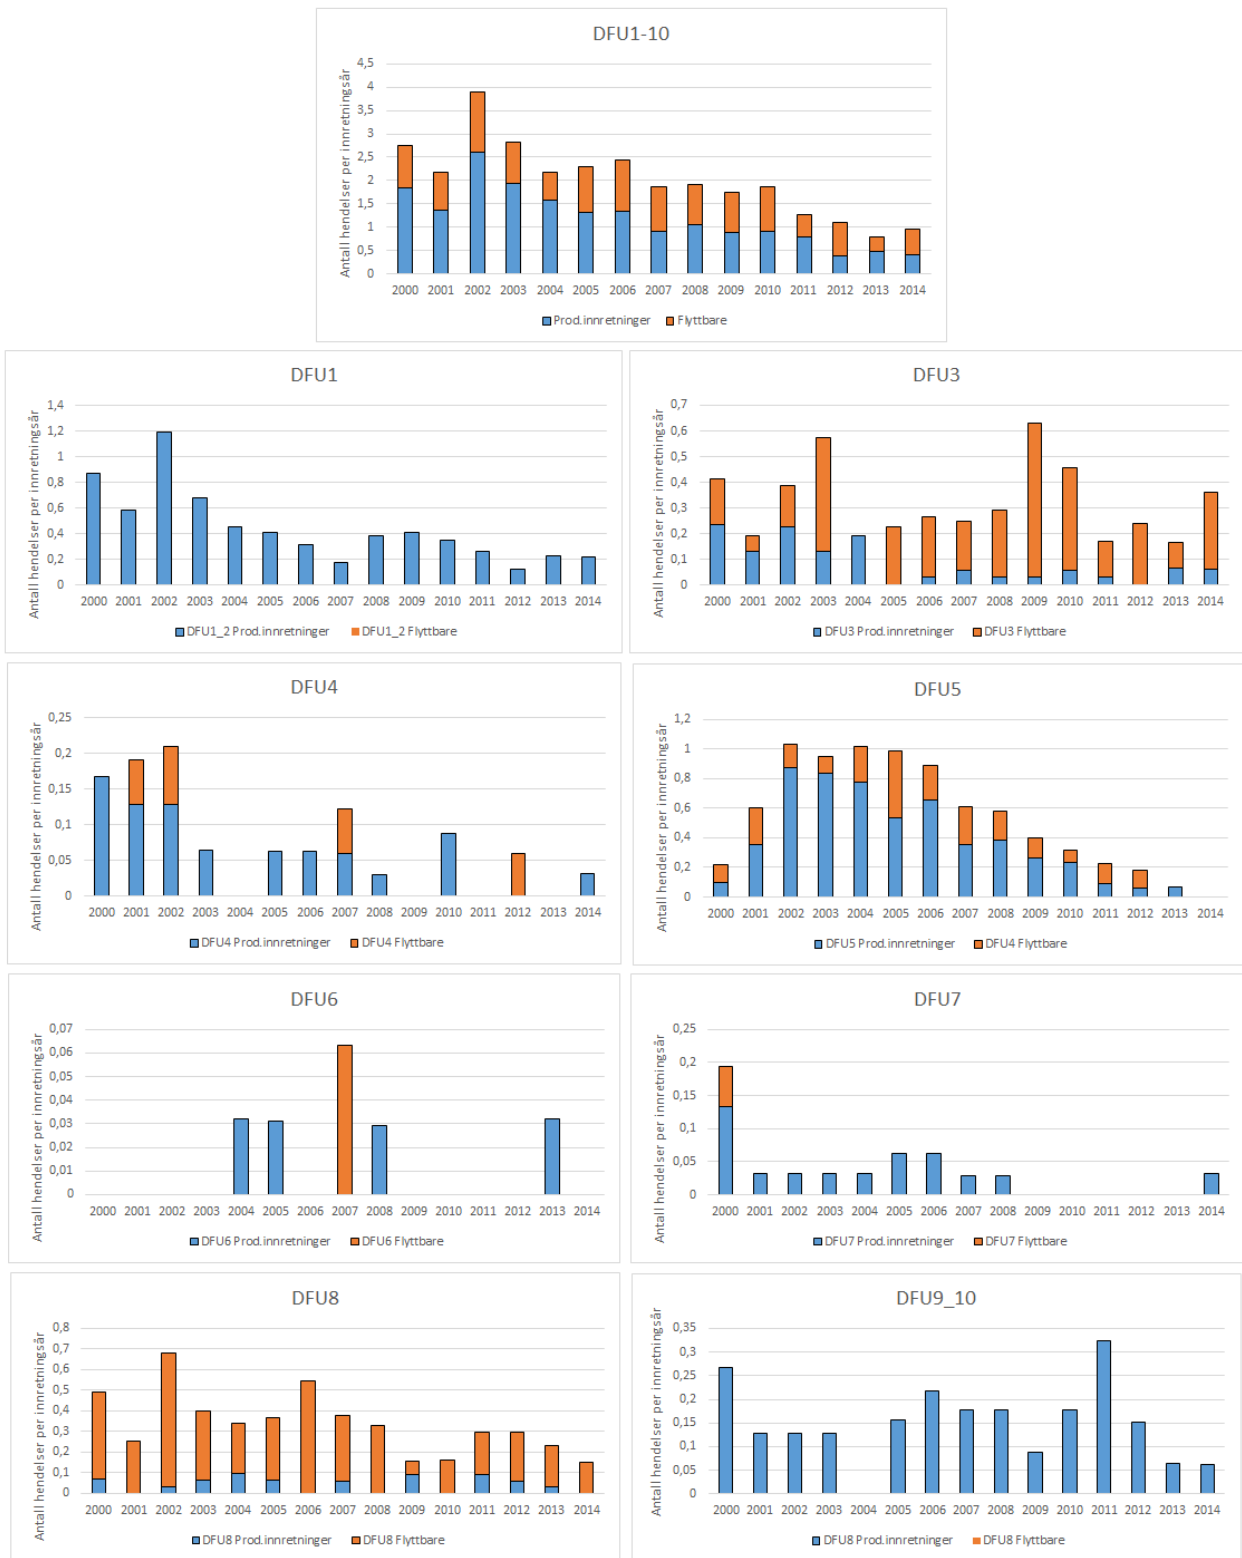 DFU1-10
Antall hendelser per innretningsår
4,5
4
3,5
3
2,5
2
1,5
1
0,5
0
2000 2001 2002 2003 2004 2005 2006 2007 2008 2009 2010 2011 2012 2013 2014
Prod.innretninger Flyttbare
DFU1
Antall hendelser per innretningsår
1,4
1,2
1
0,8
0,6
0,4
0,2
0
2000 2001 2002 2003 2004 2005 2006 2007 2008 2009 2010 2011 2012 2013 2014
DFU1_2 Prod.innretninger DFU1_2 Flyttbare
DFU3
Antall hendelser per innretningsår
0,7
0,6
0,5
0,4
0,3
0,2
0,1
0
2000 2001 2002 2003 2004 2005 2006 2007 2008 2009 2010 2011 2012 2013 2014
DFU3 Prod.innretninger DFU3 Flyttbare
DFU4
Antall hendelser per innretningsår
0,25
0,2
0,15
0,1
0,05
0
2000 2001 2002 2003 2004 2005 2006 2007 2008 2009 2010 2011 2012 2013 2014
DFU4 Prod.innretninger DFU4 Flyttbare
DFU5
Antall hendelser per innretningsår
1,2
1
0,8
0,6
0,4
0,2
0
2000 2001 2002 2003 2004 2005 2006 2007 2008 2009 2010 2011 2012 2013 2014
DFU5 Prod.innretninger DFU4 Flyttbare
DFU6
Antall hendelser per innretningsår
0,07
0,06
0,05
0,04
0,03
0,02
0,01
0
2000 2001 2002 2003 2004 2005 2006 2007 2008 2009 2010 2011 2012 2013 2014
DFU6 Prod.innretninger DFU6 Flyttbare
DFU7
Antall hendelser per innretningsår
0,25
0,2
0,15
0,1
0,05
0
2000 2001 2002 2003 2004 2005 2006 2007 2008 2009 2010 2011 2012 2013 2014
DFU7 Prod.innretninger DFU7 Flyttbare
DFU8
Antall hendelser per innretningsår
0,8
0,7
0,6
0,5
0,4
0,3
0,2
0,1
0
2000 2001 2002 2003 2004 2005 2006 2007 2008 2009 2010 2011 2012 2013 2014
DFU8 Prod.innretninger DFU8 Flyttbare
DFU9_10
Antall hendelser per innretningsår
0,35
0,3
0,25
0,2
0,15
0,1
0,05
0
2000 2001 2002 2003 2004 2005 2006 2007 2008 2009 2010 2011 2012 2013 2014
DFU8 Prod.innretninger DFU8 Flyttbare